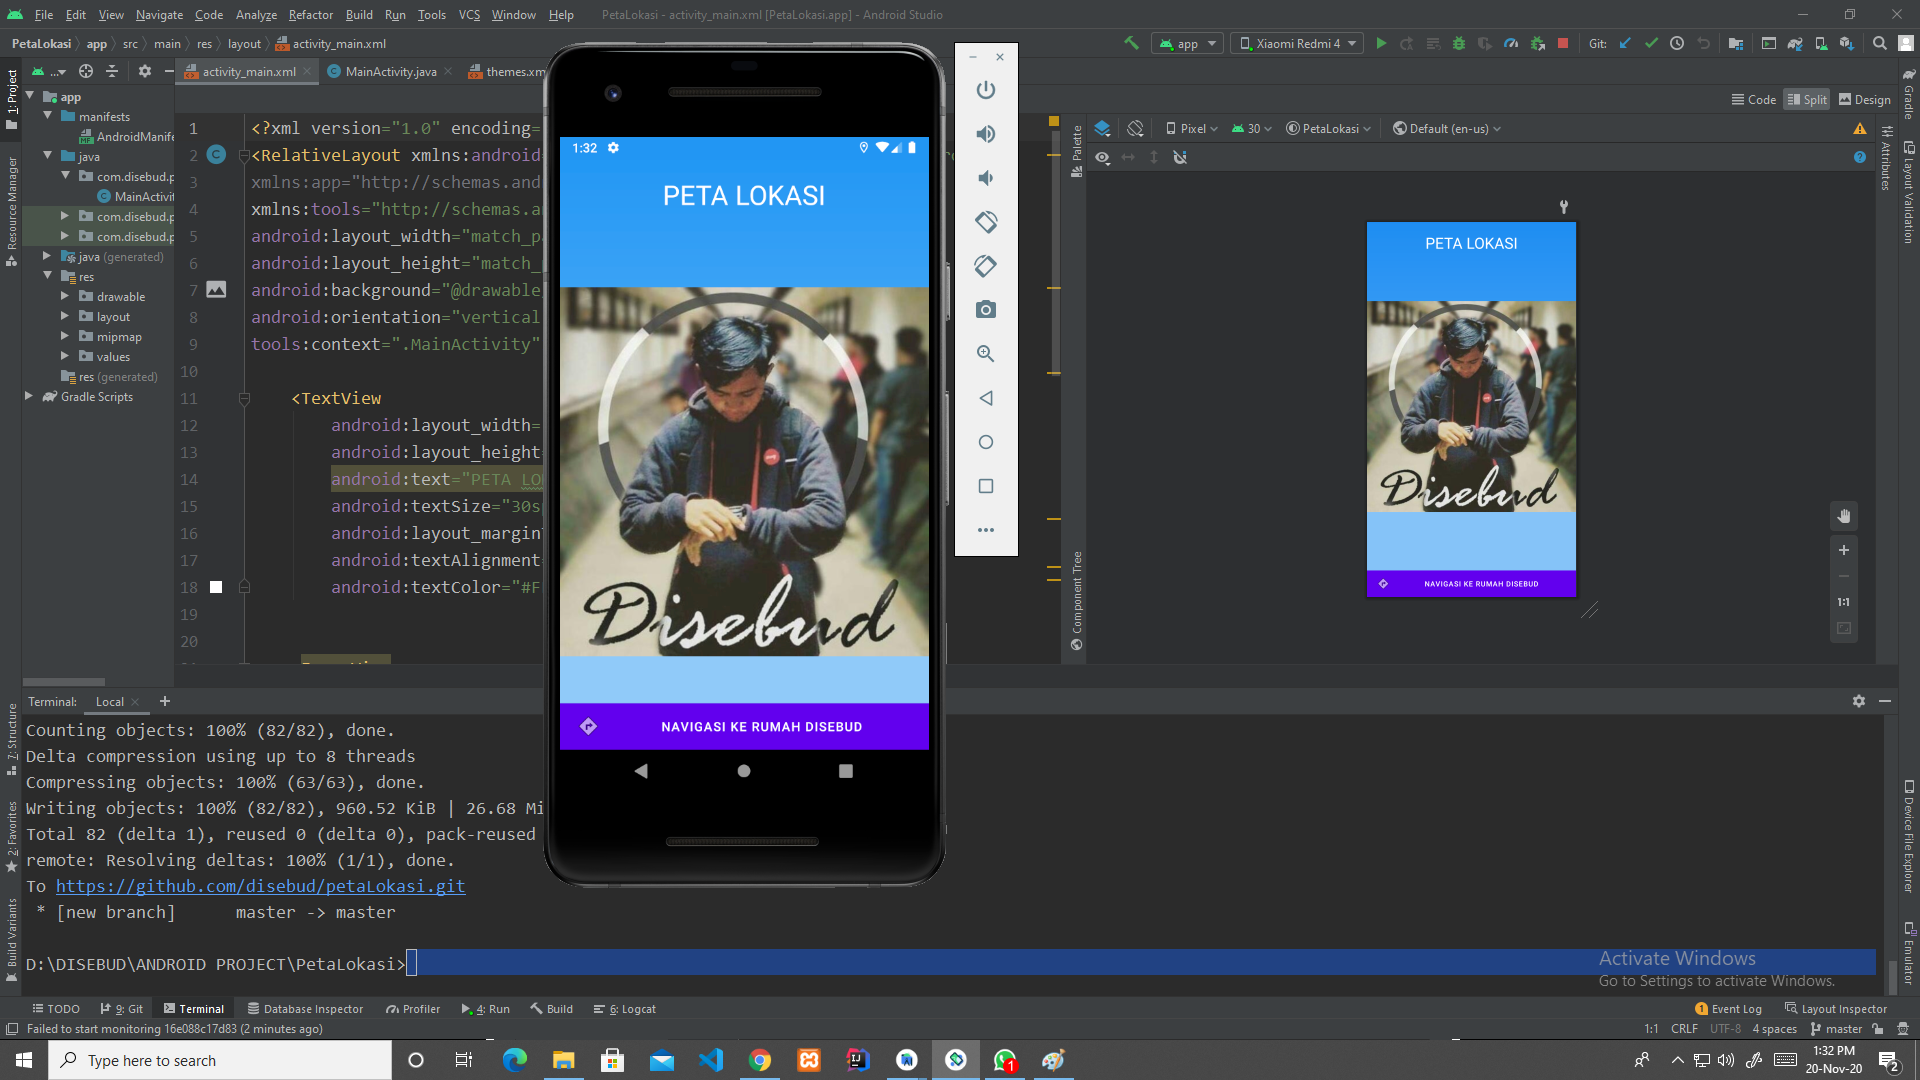 File Edit View Navigate Code Analyze Refactor Build Run Tools VCS Window Help PetaLokasi - activity_main.xml [PetaLokasi.app] - Android Studio
PetaLokasi app src main res layout activity_main.xml
app Xiaomi Redmi 4 Git:
activity_main.xml MainActivity.java themes.xm
Code Split Design
1: Project
Resource Manager
7: Structure
2: Favorites
Build Variants
app
manifests
AndroidManife
java
com.disebud.p
MainActivit
com.disebud.p
com.disebud.p
java (generated)
res
drawable
layout
mipmap
values
res (generated)
Gradle Scripts
1 <?xml version="1.0" encoding=
2 <RelativeLayout xmlns:android=
3 xmlns:app="http://schemas.and
4 xmlns:tools="http://schemas.an
5 android:layout_width="match_pa
6 android:layout_height="match_
7 android:background="@drawable
8 android:orientation="vertical
9 tools:context=".MainActivity"
10
11 <TextView
12 android:layout_width=
13 android:layout_height=
14 android:text="PETA LO
15 android:textSize="30sp
16 android:layout_margin
17 android:textAlignment=
18 android:textColor="#F
19
20
1:32
PETA LOKASI
Disebud
NAVIGASI KE RUMAH DISEBUD
Palette
Component Tree
Pixel 30 PetaLokasi Default (en-us)
PETA LOKASI
Disebud
NAVIGASI KE RUMAH DISEBUD
1:1
Attributes
Gradle
Layout Validation
Device File Explorer
Emulator
Terminal: Local
Counting objects: 100% (82/82), done.
Delta compression using up to 8 threads
Compressing objects: 100% (63/63), done.
Writing objects: 100% (82/82), 960.52 KiB | 26.68 Mi
Total 82 (delta 1), reused 0 (delta 0), pack-reused
remote: Resolving deltas: 100% (1/1), done.
To https://github.com/disebud/petaLokasi.git
* [new branch] master -> master
D:\DISEBUD\ANDROID PROJECT\PetaLokasi>
Activate Windows
Go to Settings to activate Windows.
TODO 9: Git Terminal Database Inspector Profiler 4: Run Build 6: Logcat 1 Event Log Layout Inspector
Failed to start monitoring 16e088c17d83 (2 minutes ago) 1:1 CRLF UTF-8 4 spaces master
Type here to search
1
1:32 PM
20-Nov-20
2